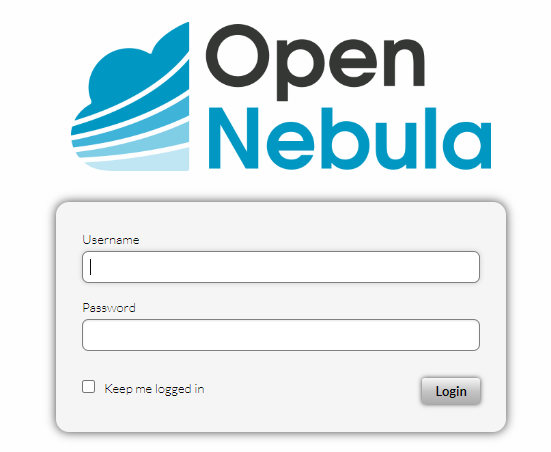 Open
Nebula
Username
Password
Keep me logged in
Login